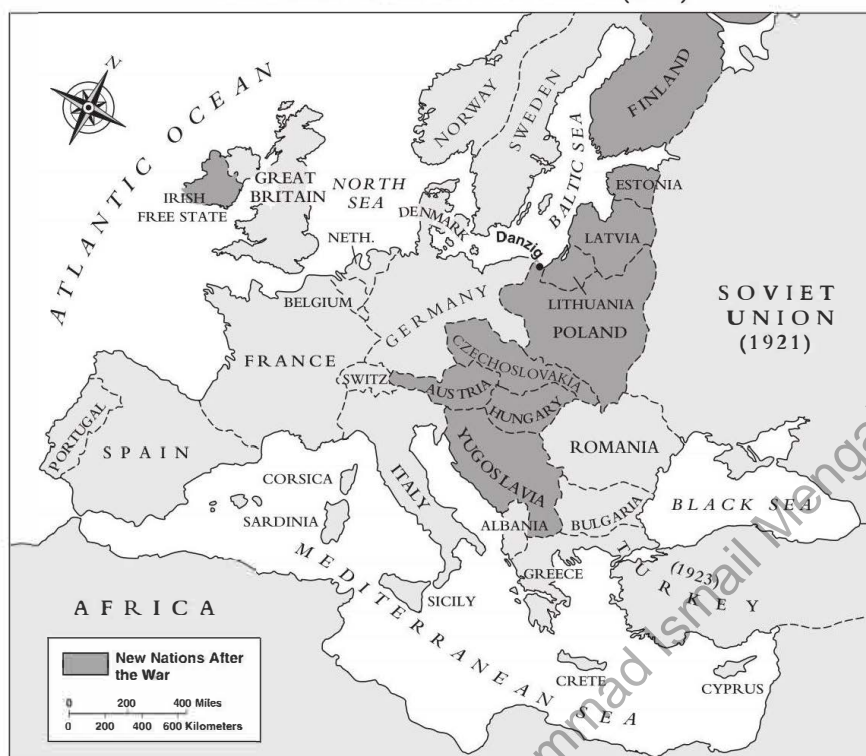 N
ATLANTIC OCEAN
NORWAY
SWEDEN
FINLAND
BALTIC SEA
ESTONIA
LATVIA
LITHUANIA
POLAND
Danzig
IRISH
FREE STATE
GREAT
BRITAIN
NORTH
SEA
DENMARK
NETH.
BELGIUM
GERMANY
SOVIET
UNION
(1921)
FRANCE
SWITZ.
CZECHOSLOVAKIA
AUSTRIA
HUNGARY
YUGOSLAVIA
ROMANIA
PORTUGAL
SPAIN
CORSICA
SARDINIA
ITALY
ALBANIA
BULGARIA
BLACK SEA
GREECE
TURKEY
(1923)
MEDITERRANEAN SEA
SICILY
CRETE
CYPRUS
AFRICA
New Nations After
the War
0 200 400 Miles
0 200 400 600 Kilometers
Ismail Menga